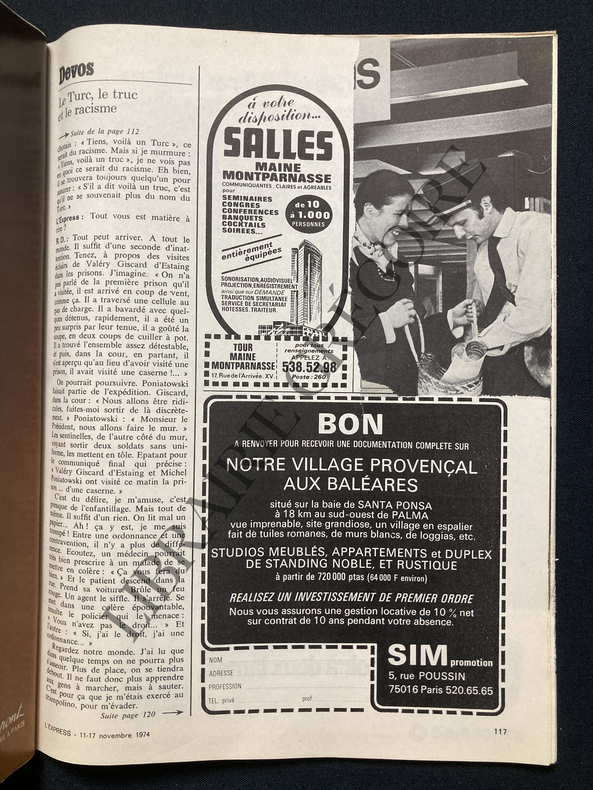 Devos
Le Turc, le truc
et le racisme
Suite de la page 112
chotais : « Tiens, voilà un Turc », ce
serait du racisme. Mais si je murmure :
« Tiens, voilà un truc », je ne vois pas
en quoi ce serait du racisme. Eh bien,
il se trouvera toujours quelqu'un pour
assurer : « S'il a dit voilà un truc, c'est
qu'il ne se souvenait plus du nom du
Turc. »
L'Express : Tout vous est matière à
rire ?
R.D. : Tout peut arriver. A tout le
monde. Il suffit d'une seconde d'inat-
tention. Tenez, à propos des visites
éclairs de Valéry Giscard d'Estaing
dans les prisons. J'imagine. « On n'a
pas parlé de la première prison qu'il
a visitée, il est arrivé en coup de vent,
comme ça. Il a traversé une cellule au
pas de charge. Il a bavardé avec quel-
ques détenus, rapidement, il a été un
peu surpris par leur tenue, il a goûté la
soupe, en deux coups de cuiller à pot.
Il a trouvé l'ensemble assez détestable,
et puis, dans la cour, en partant, il
s'est aperçu qu'au lieu d'avoir visité une
prison, il avait visité une caserne !... »
On pourrait poursuivre. Poniatowski
faisait partie de l'expédition. Giscard,
dans la cour : « Nous allons être ridi-
cules, faites-moi sortir de là discrète-
ment. » Poniatowski : « Monsieur le
Président, nous allons faire le mur. »
Les sentinelles, de l'autre côté du mur,
voyant sortir deux soldats sans uni-
forme, les mettent en tôle. Epatant pour
le communiqué final qui précise :
« Valéry Giscard d'Estaing et Michel
Poniatowski ont visité ce matin la pri-
son ... d'une caserne. »
C'est du délire, je m'amuse, c'est
presque de l'enfantillage. Mais tout de
même. Il suffit d'un rien. On lit mal un
papier... Ah ! ça y est, je me suis
trompé ! Entre une ordonnance et une
contravention, il n'y a plus de diffé-
rence. Ecoutez, un médecin pourrait
très bien prescrire à un malade de se
mettre en colère : « Ça vous fera du
bien. » Et le patient descend dans la
rue. Prend sa voiture. Brûle un feu
rouge. Un agent le siffle. Il s'arrête. Se
met dans une colère épouvantable,
insulte le policier qui le menace :
« Vous n'avez pas le droit... » Et
l'autre : « Si, j'ai le droit, j'ai une
ordonnance... »
Regardez notre monde. J'ai lu que
dans quelque temps on ne pourra plus
s'asseoir. Plus de place, on se tiendra
debout. Il ne faut donc plus apprendre
aux gens à marcher, mais à sauter.
C'est pour ça que je m'étais exercé au
trampolino, pour m'évader.
Suite page 120
L'EXPRESS - 11-17 novembre 1974
à votre
disposition...
SALLES
MAINE
MONTPARNASSE
COMMUNIQUANTES, CLAIRES et AGREABLES
pour
SEMINAIRES
CONGRES
CONFERENCES
BANQUETS
COCKTAILS
SOIREES...
de 10
à 1.000
PERSONNES
entièrement
équipées
SONORISATION,AUDIOVISUEL,
PROJECTION,ENREGISTREMENT
ainsi que sur DEMANDE
TRADUCTION SIMULTANEE
SERVICE DE SECRETARIAT
HOTESSES.TRAITEUR.
TOUR
MAINE
MONTPARNASSE
17, Rue de l'Arrivée. XV.
pour tous
renseignements
APPELEZ A
538.52.98
Poste : 260
S
BON
A RENVOYER POUR RECEVOIR UNE DOCUMENTATION COMPLETE SUR
NOTRE VILLAGE PROVENÇAL
AUX BALÉARES
situé sur la baie de SANTA PONSA
à 18 km au sud-ouest de PALMA
vue imprenable, site grandiose, un village en espalier
fait de tuiles romanes, de murs blancs, de loggias, etc.
STUDIOS MEUBLÉS, APPARTEMENTS et DUPLEX
DE STANDING NOBLE, ET RUSTIQUE
à partir de 720000 ptas (64000 F environ)
REALISEZ UN INVESTISSEMENT DE PREMIER ORDRE
Nous vous assurons une gestion locative de 10 % net
sur contrat de 10 ans pendant votre absence.
NOM
ADRESSE
PROFESSION
TEL. privé prof.
SIM promotion
5, rue POUSSIN
75016 Paris 520.65.65
117
LIBRAIRIE GREGOIRE